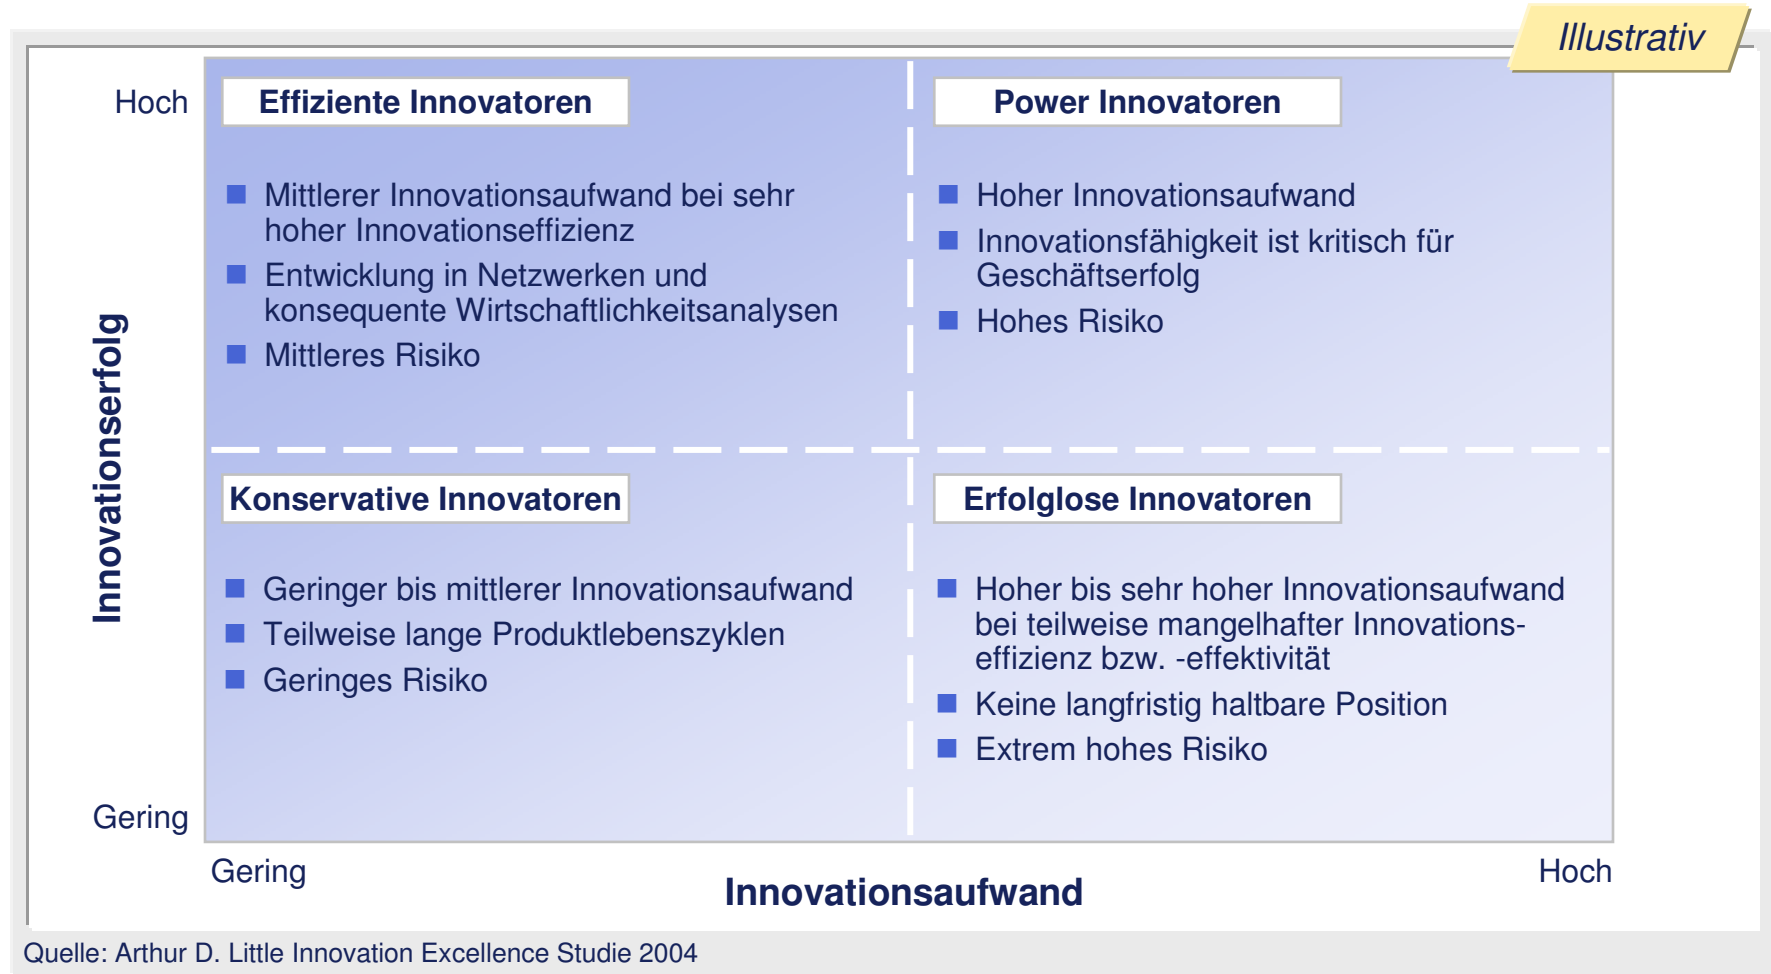 Illustrativ
Hoch
Effiziente Innovatoren
Mittlerer Innovationsaufwand bei sehr
hoher Innovationseffizienz
Entwicklung in Netzwerken und
konsequente Wirtschaftlichkeitsanalysen
Mittleres Risiko
Power Innovatoren
Hoher Innovationsaufwand
Innovationsfähigkeit ist kritisch für
Geschäftserfolg
Hohes Risiko
Innovationserfolg
Konservative Innovatoren
Geringer bis mittlerer Innovationsaufwand
Teilweise lange Produktlebenszyklen
Geringes Risiko
Erfolglose Innovatoren
Hoher bis sehr hoher Innovationsaufwand
bei teilweise mangelhafter Innovations-
effizienz bzw. -effektivität
Keine langfristig haltbare Position
Extrem hohes Risiko
Gering
Gering
Hoch
Innovationsaufwand
Quelle: Arthur D. Little Innovation Excellence Studie 2004